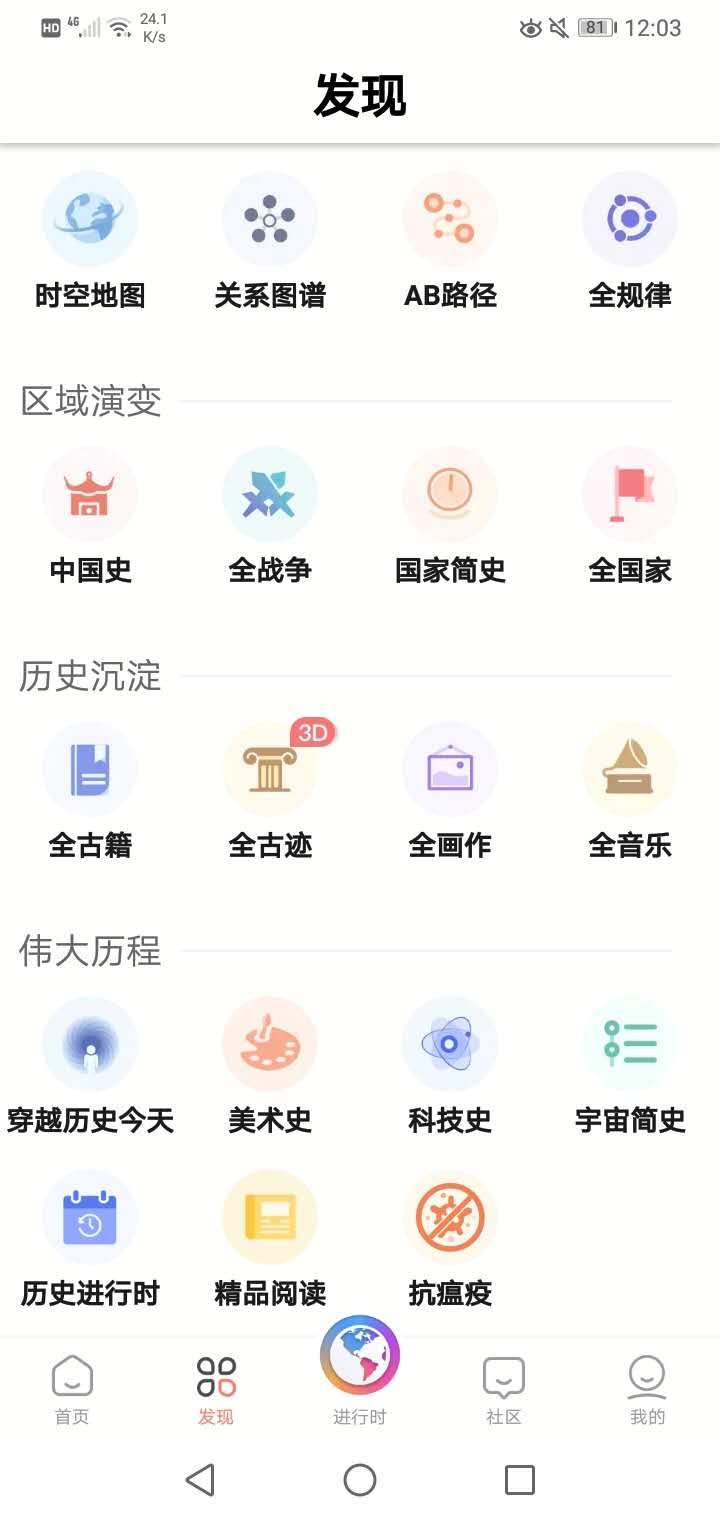 HD 4G 24.1 K/s 81 12:03
发现
时空地图 关系图谱 AB路径 全规律
区域演变
中国史 全战争 国家简史 全国家
历史沉淀
3D
全古籍 全古迹 全画作 全音乐
伟大历程
穿越历史今天 美术史 科技史 宇宙简史
历史进行时 精品阅读 抗瘟疫
首页 发现 进行时 社区 我的